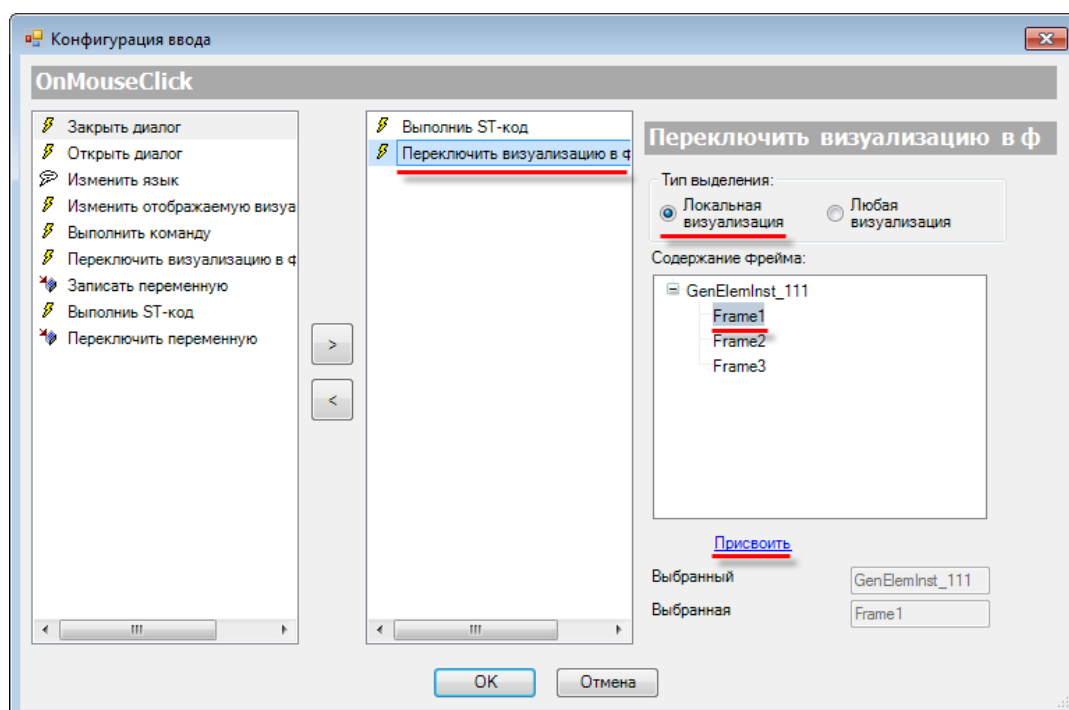 Конфигурация ввода
OnMouseClick
Закрыть диалог
Открыть диалог
Изменить язык
Изменить отображаемую визуа
Выполнить команду
Переключить визуализацию в ф
Записать переменную
Выполниь ST-код
Переключить переменную
>
<
Выполниь ST-код
Переключить визуализацию в ф
Переключить визуализацию в ф
Тип выделения:
Локальная
визуализация
Любая
визуализация
Содержание фрейма:
GenElemInst_111
Frame1
Frame2
Frame3
Присвоить
Выбранный
GenElemInst_111
Выбранная
Frame1
OK
Отмена